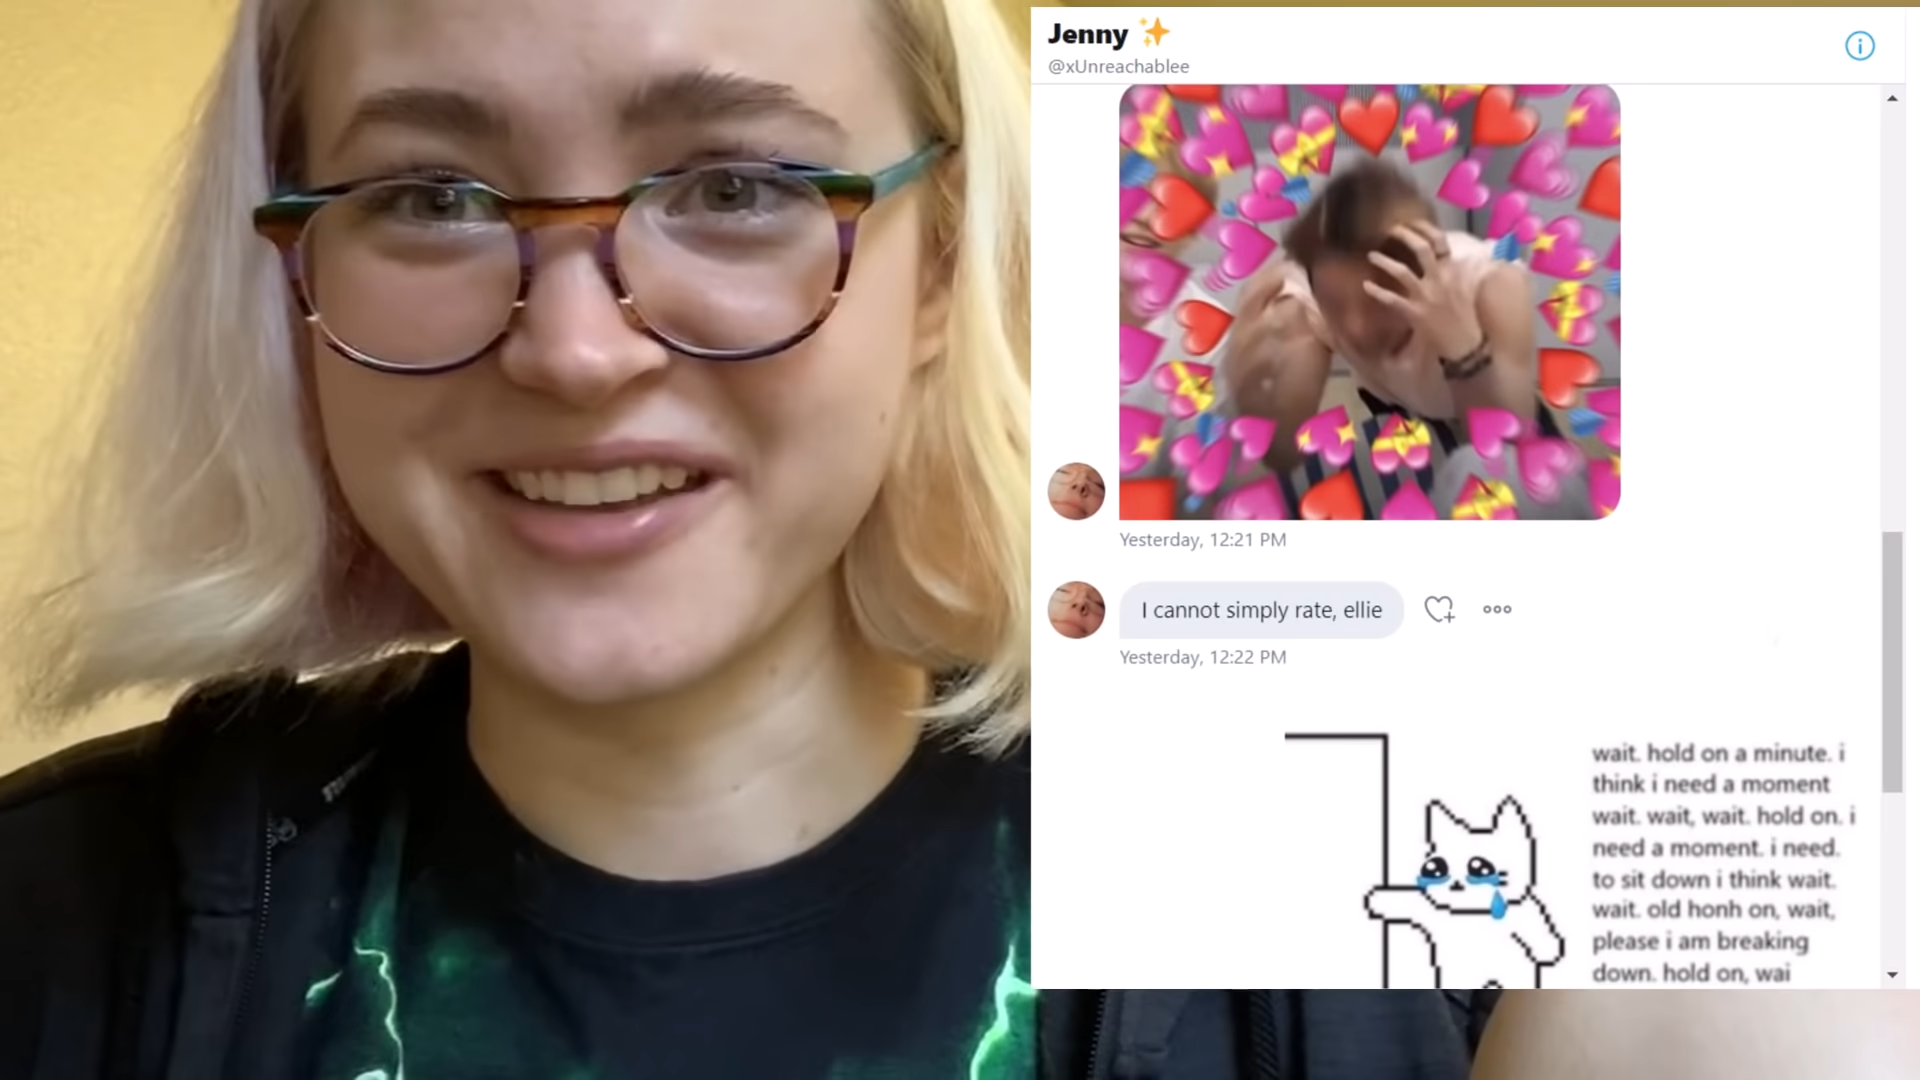 Jenny ✨
@xUnreachablee
Yesterday, 12:21 PM
I cannot simply rate, ellie
Yesterday, 12:22 PM
wait. hold on a minute. i
think i need a moment
wait. wait, wait. hold on. i
need a moment. i need.
to sit down i think wait.
wait. old honh on, wait,
please i am breaking
down. hold on, wai